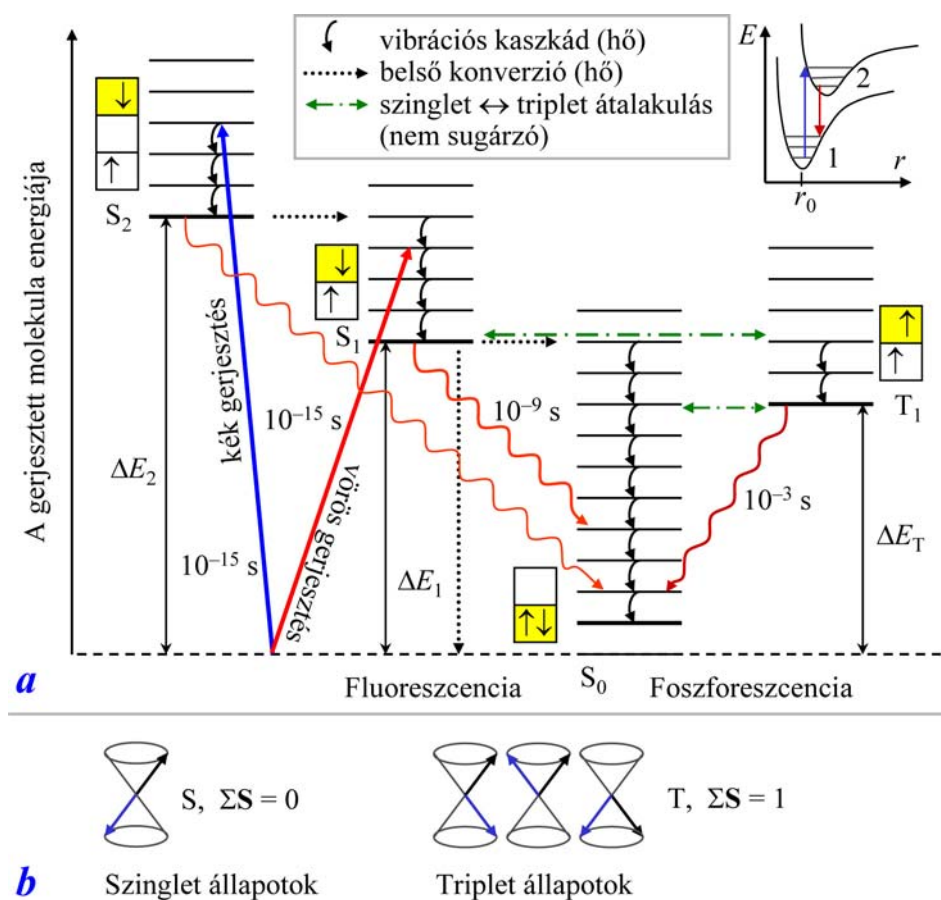 A gerjesztett molekula energiája
vibrációs kaszkád (hő)
belső konverzió (hő)
szinglet ↔ triplet átalakulás
(nem sugárzó)
E
2
1
r
r₀
↓
↑
S₂
↓
↑
S₁
↑
↑
T₁
kék gerjesztés
10⁻¹⁵ s
vörös gerjesztés
10⁻¹⁵ s
10⁻⁹ s
10⁻³ s
ΔE₂
ΔE₁
ΔE_T
↑↓
a
Fluoreszcencia
S₀
Foszforeszcencia
S, ΣS = 0
T, ΣS = 1
b
Szinglet állapotok
Triplet állapotok